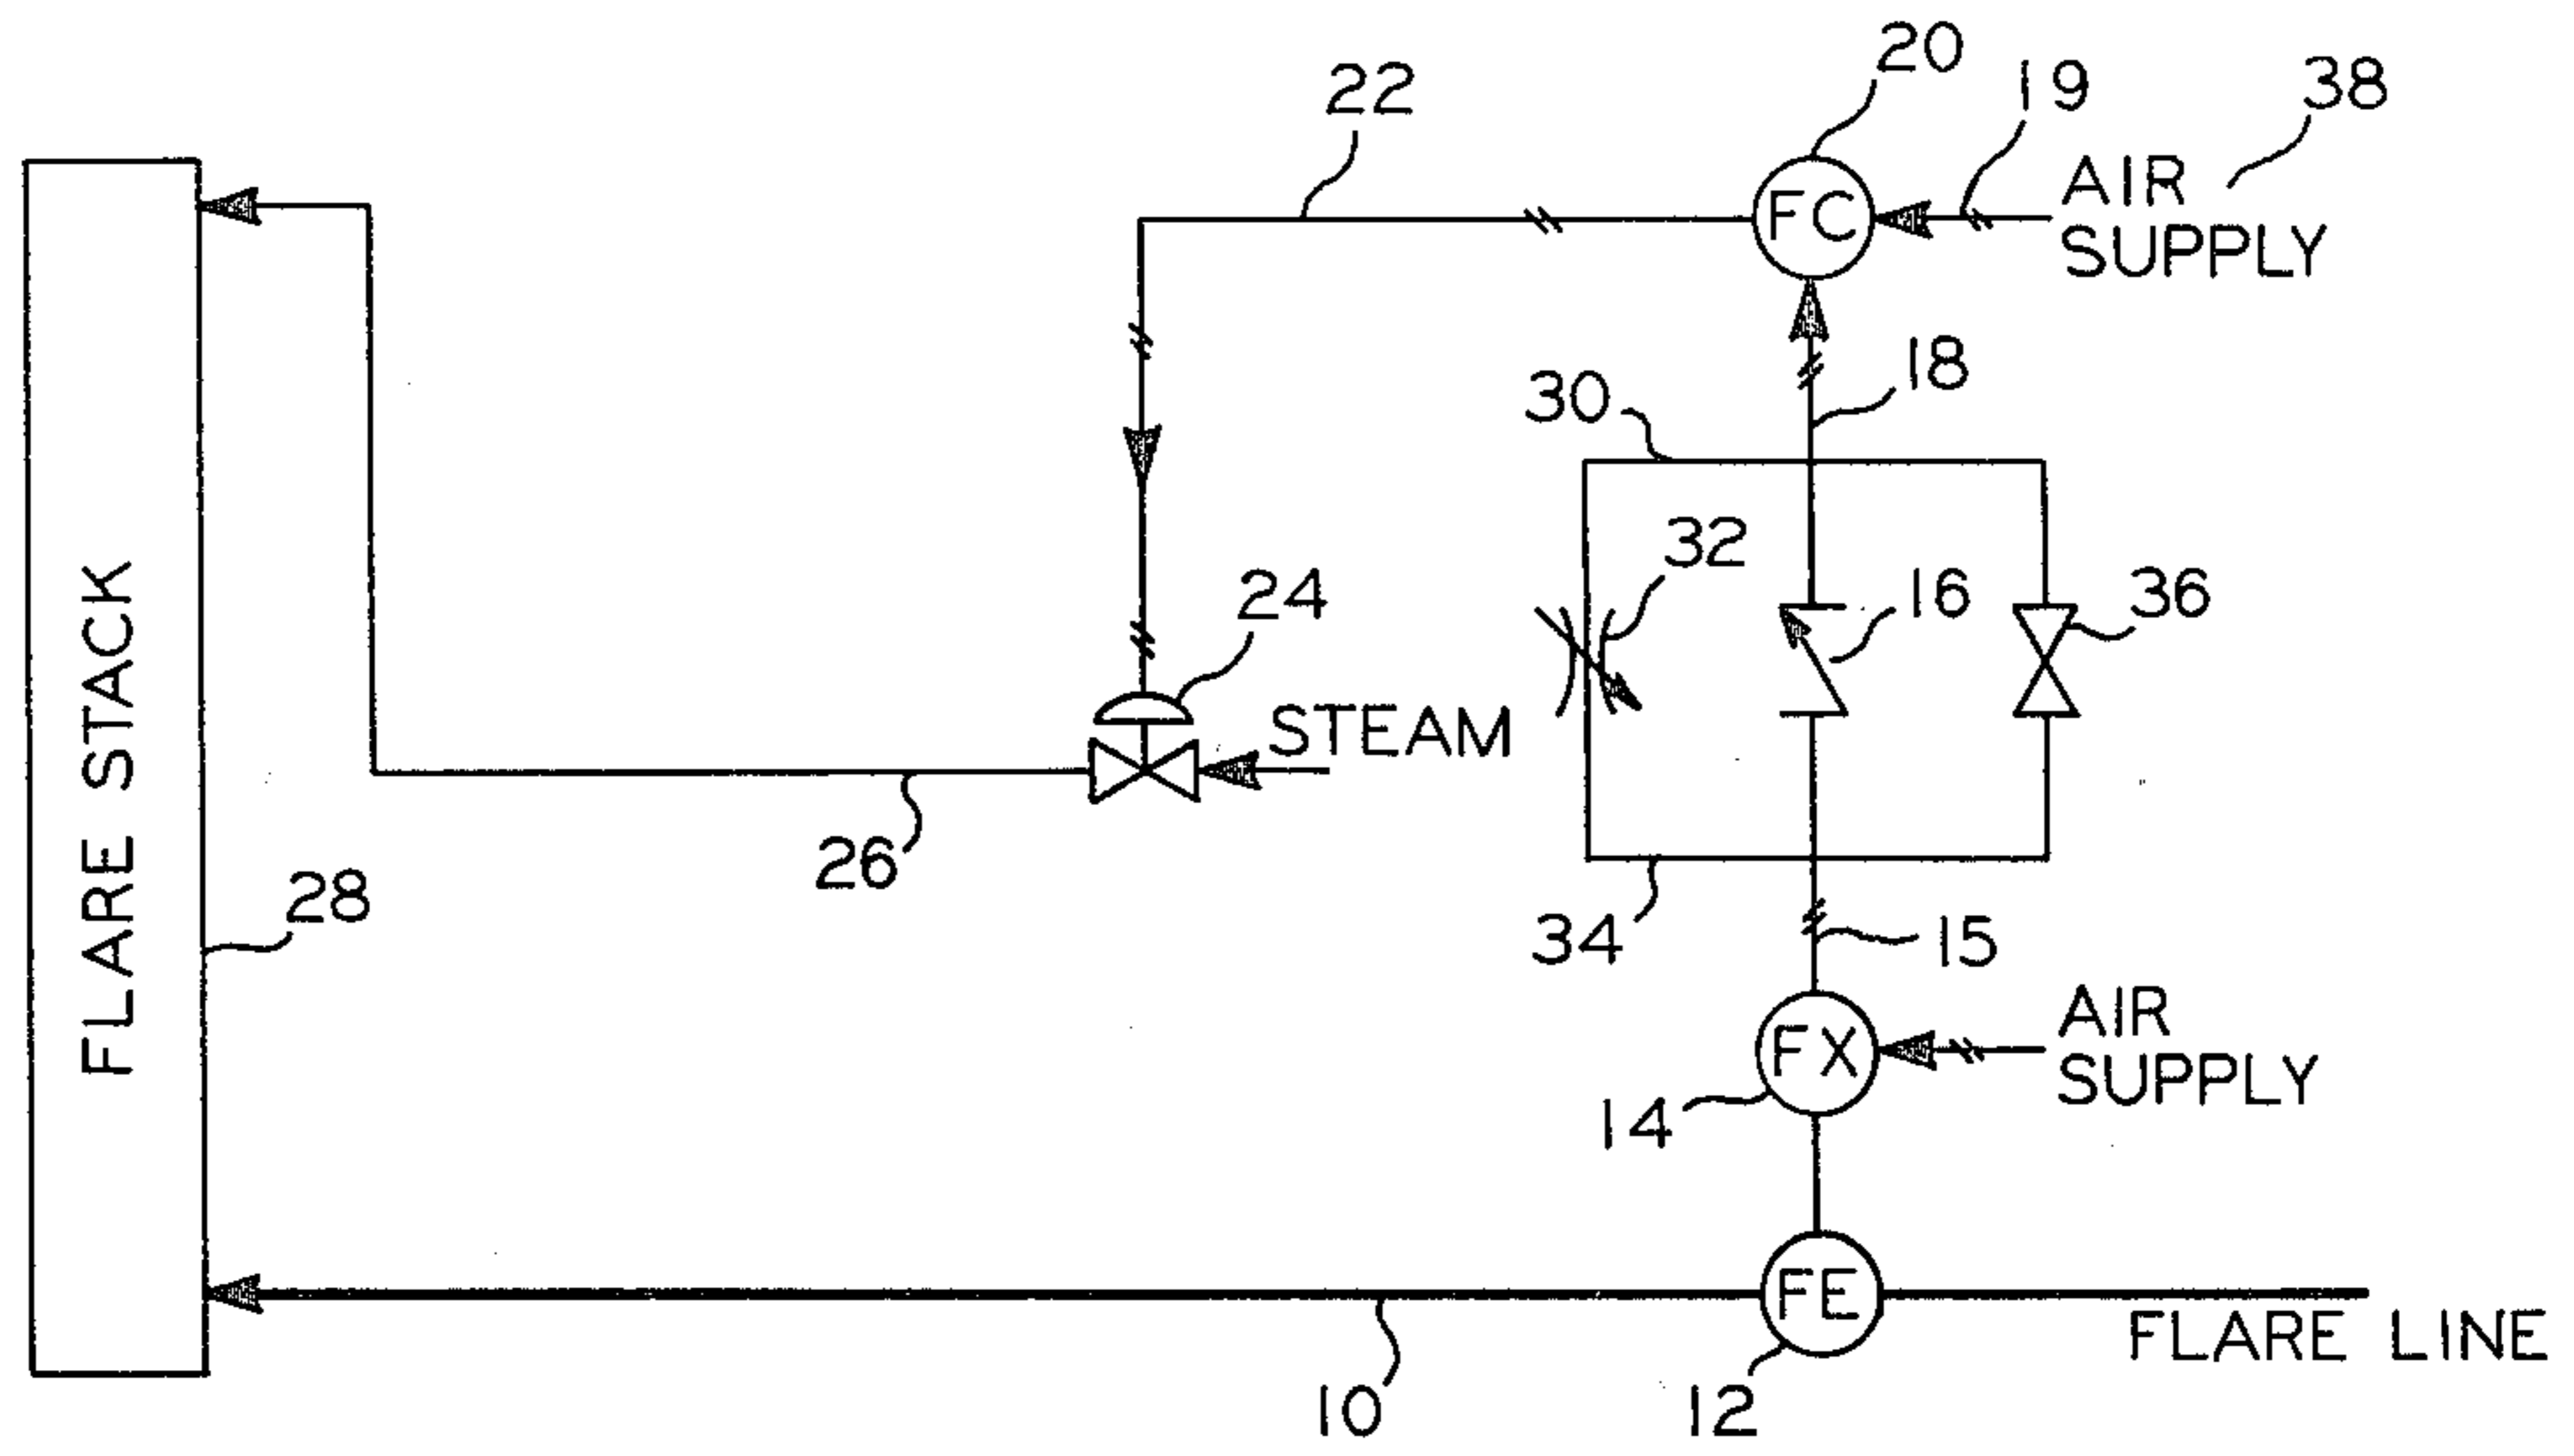 20
19
38
22
AIR
SUPPLY
FC
18
30
32
16
36
24
STEAM
26
28
FLARE STACK
34
15
AIR
SUPPLY
FX
14
FE
FLARE LINE
10
12